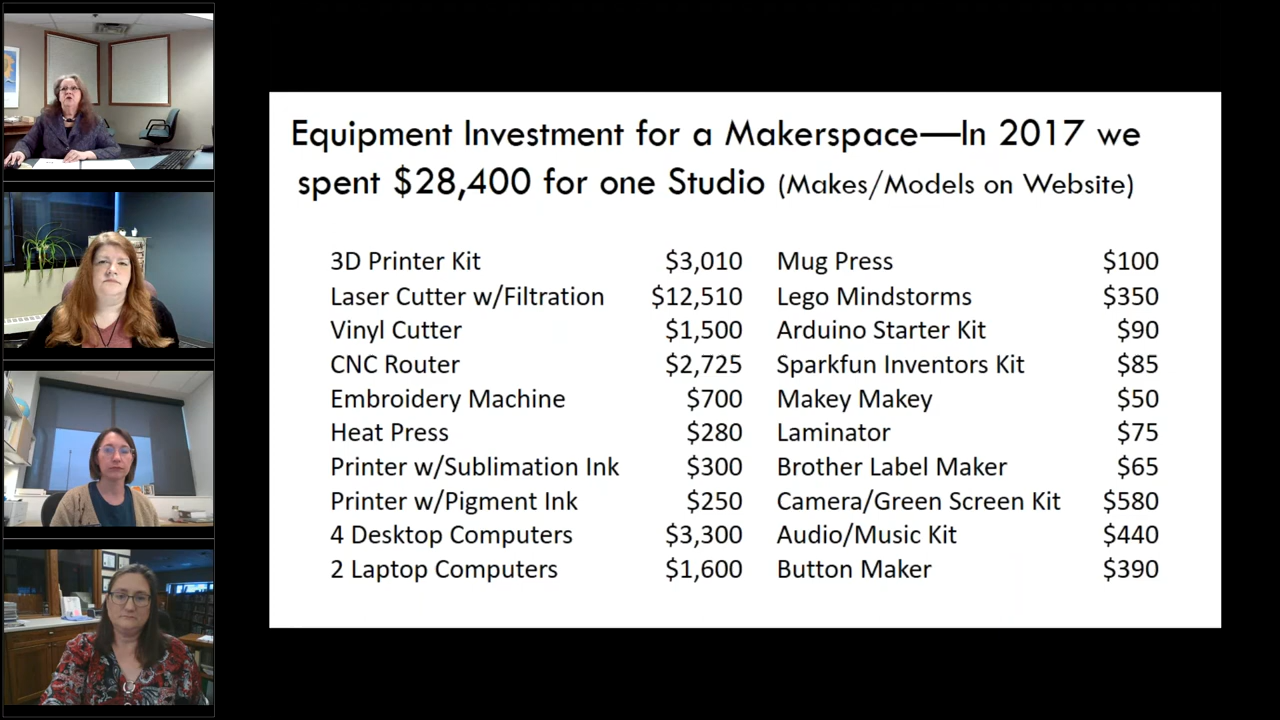 Equipment Investment for a Makerspace—In 2017 we
spent $28,400 for one Studio (Makes/Models on Website)
3D Printer Kit $3,010
Laser Cutter w/Filtration $12,510
Vinyl Cutter $1,500
CNC Router $2,725
Embroidery Machine $700
Heat Press $280
Printer w/Sublimation Ink $300
Printer w/Pigment Ink $250
4 Desktop Computers $3,300
2 Laptop Computers $1,600
Mug Press $100
Lego Mindstorms $350
Arduino Starter Kit $90
Sparkfun Inventors Kit $85
Makey Makey $50
Laminator $75
Brother Label Maker $65
Camera/Green Screen Kit $580
Audio/Music Kit $440
Button Maker $390